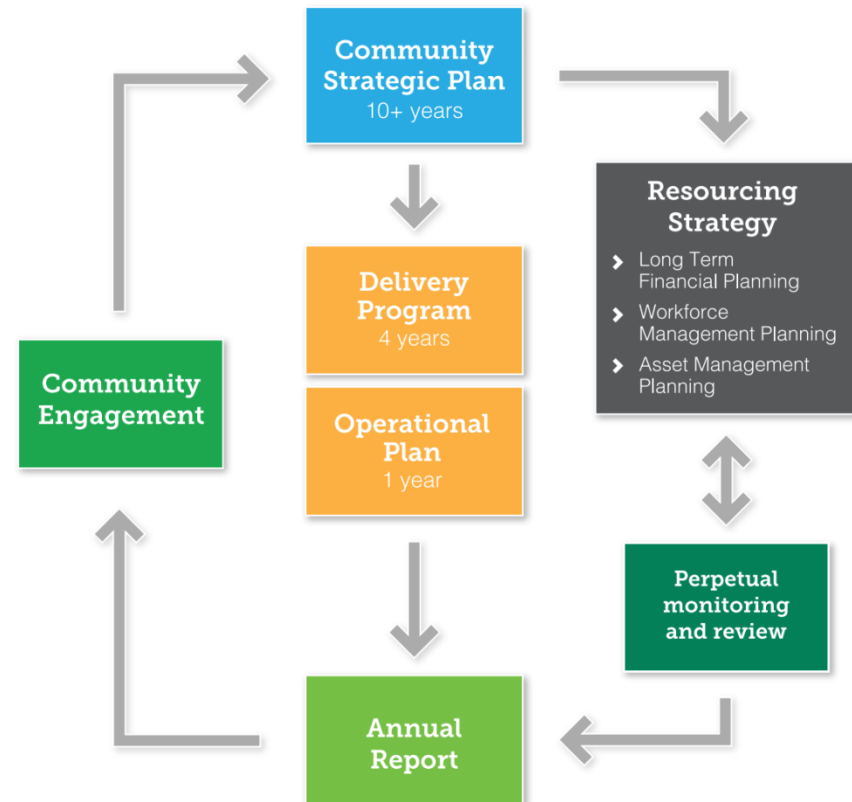 Community
Strategic Plan
10+ years
Resourcing
Strategy
Long Term
Financial Planning
Workforce
Management Planning
Asset Management
Planning
Delivery
Program
4 years
Community
Engagement
Operational
Plan
1 year
Perpetual
monitoring
and review
Annual
Report